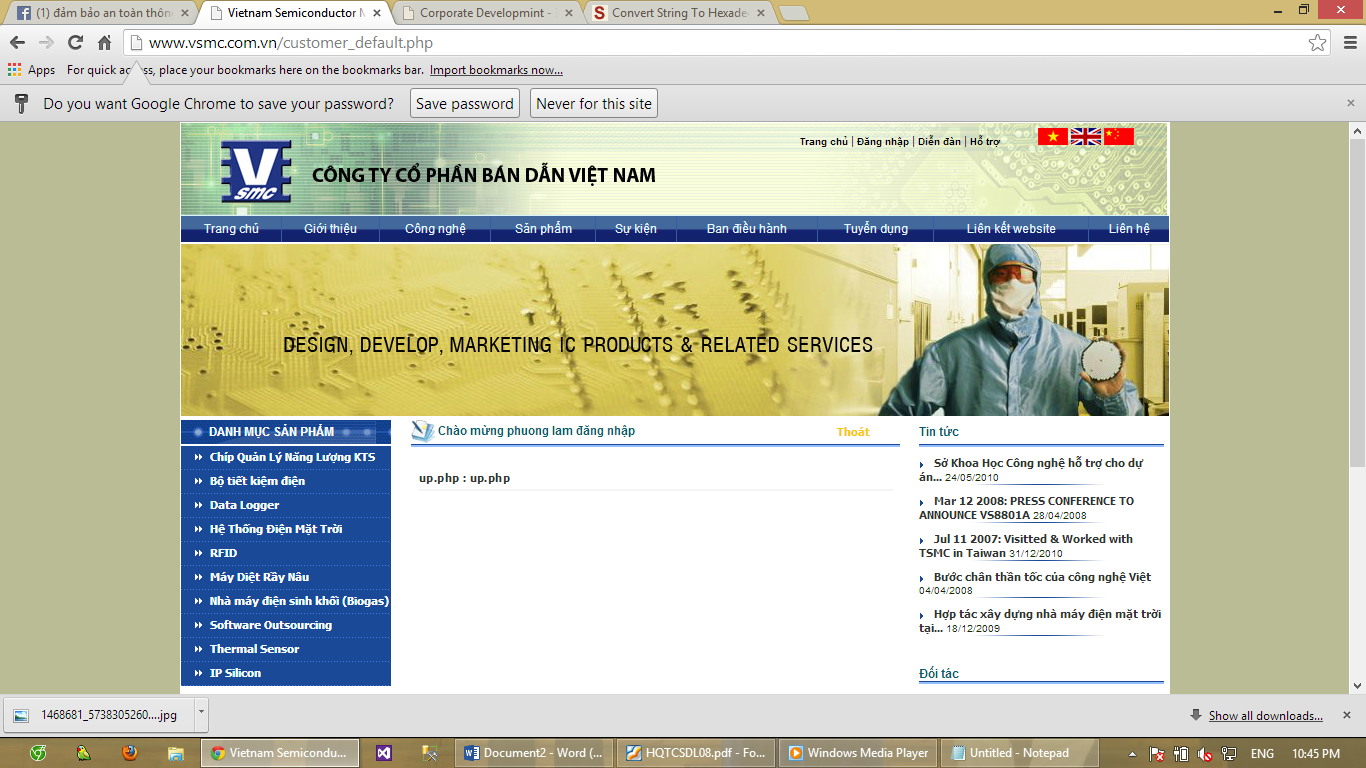 (1) đảm bảo an toàn thôn
Vietnam Semiconductor M
Corporate Developmint -
Convert String To Hexade
www.vsmc.com.vn/customer_default.php
Apps For quick access, place your bookmarks here on the bookmarks bar. Import bookmarks now...
Do you want Google Chrome to save your password? Save password Never for this site
Trang chủ | Đăng nhập | Diễn đàn | Hỗ trợ
V
SMC
CÔNG TY CỔ PHẦN BÁN DẪN VIỆT NAM
Trang chủ Giới thiệu Công nghệ Sản phẩm Sự kiện Ban điều hành Tuyển dụng Liên kết website Liên hệ
DESIGN, DEVELOP, MARKETING IC PRODUCTS & RELATED SERVICES
DANH MỤC SẢN PHẨM
Chíp Quản Lý Năng Lượng KTS
Bộ tiết kiệm điện
Data Logger
Hệ Thống Điện Mặt Trời
RFID
Máy Diệt Rầy Nâu
Nhà máy điện sinh khối (Biogas)
Software Outsourcing
Thermal Sensor
IP Silicon
Chào mừng phuong lam đăng nhập Thoát
up.php : up.php
Tin tức
Sở Khoa Học Công nghệ hỗ trợ cho dự
án... 24/05/2010
Mar 12 2008: PRESS CONFERENCE TO
ANNOUNCE VS8801A 28/04/2008
Jul 11 2007: Visitted & Worked with
TSMC in Taiwan 31/12/2010
Bước chân thần tốc của công nghệ Việt
04/04/2008
Hợp tác xây dựng nhà máy điện mặt trời
tại... 18/12/2009
Đối tác
1468681_5738305260....jpg
Show all downloads...
Vietnam Semicondu...
Document2 - Word (...
HQTCSDL08.pdf - Fo...
Windows Media Player
Untitled - Notepad
ENG 10:45 PM